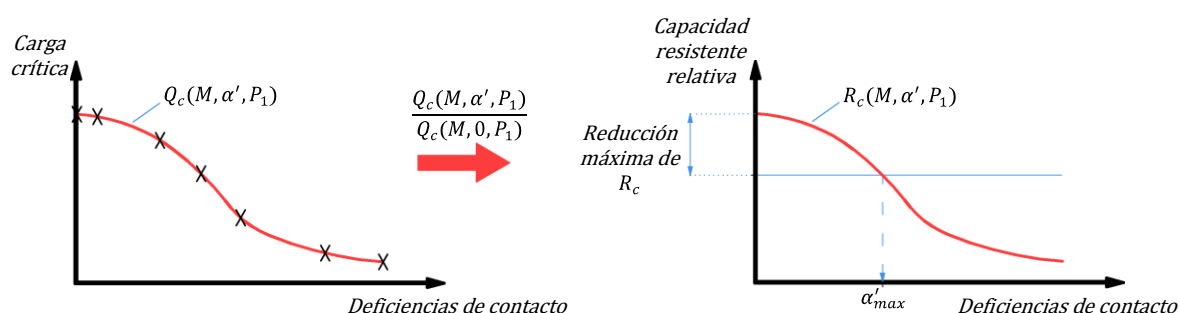 Carga
crítica
Q_c(M, α′, P_1)
Deficiencias de contacto
Q_c(M, α′, P_1)
Q_c(M, 0, P_1)
Capacidad
resistente
relativa
R_c(M, α′, P_1)
Reducción
máxima de
R_c
α′_max
Deficiencias de contacto